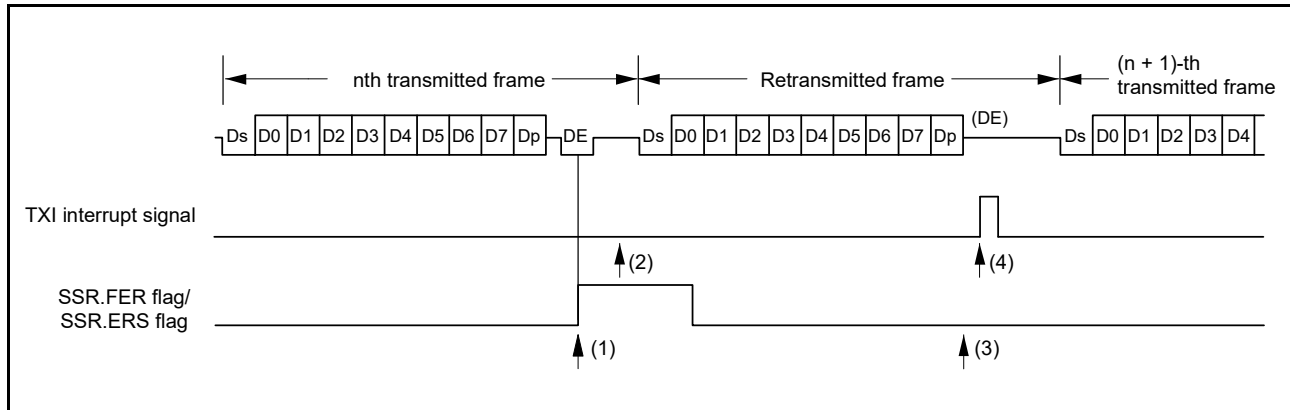 nth transmitted frame
Retransmitted frame
(n + 1)-th
transmitted frame
Ds D0 D1 D2 D3 D4 D5 D6 D7 Dp DE Ds D0 D1 D2 D3 D4 D5 D6 D7 Dp (DE) Ds D0 D1 D2 D3 D4
TXI interrupt signal
(2) (4)
SSR.FER flag/
SSR.ERS flag
(1) (3)